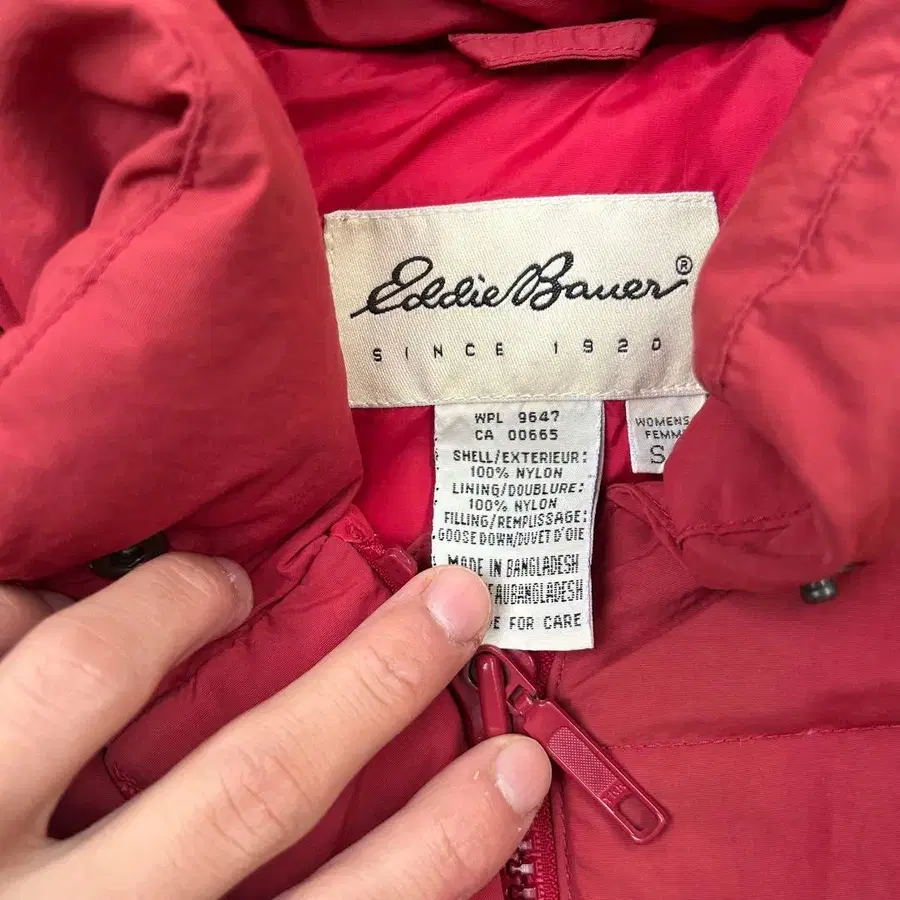 Eddie Bauer®
SINCE 1920
WPL 9647
CA 00665
SHELL/EXTERIEUR:
100% NYLON
LINING/DOUBLURE:
100% NYLON
FILLING/REMPLISSAGE:
GOOSE DOWN/DUVET D'OIE
MADE IN BANGLADESH
AU BANGLADESH
FOR CARE
WOMENS
FEMM
S